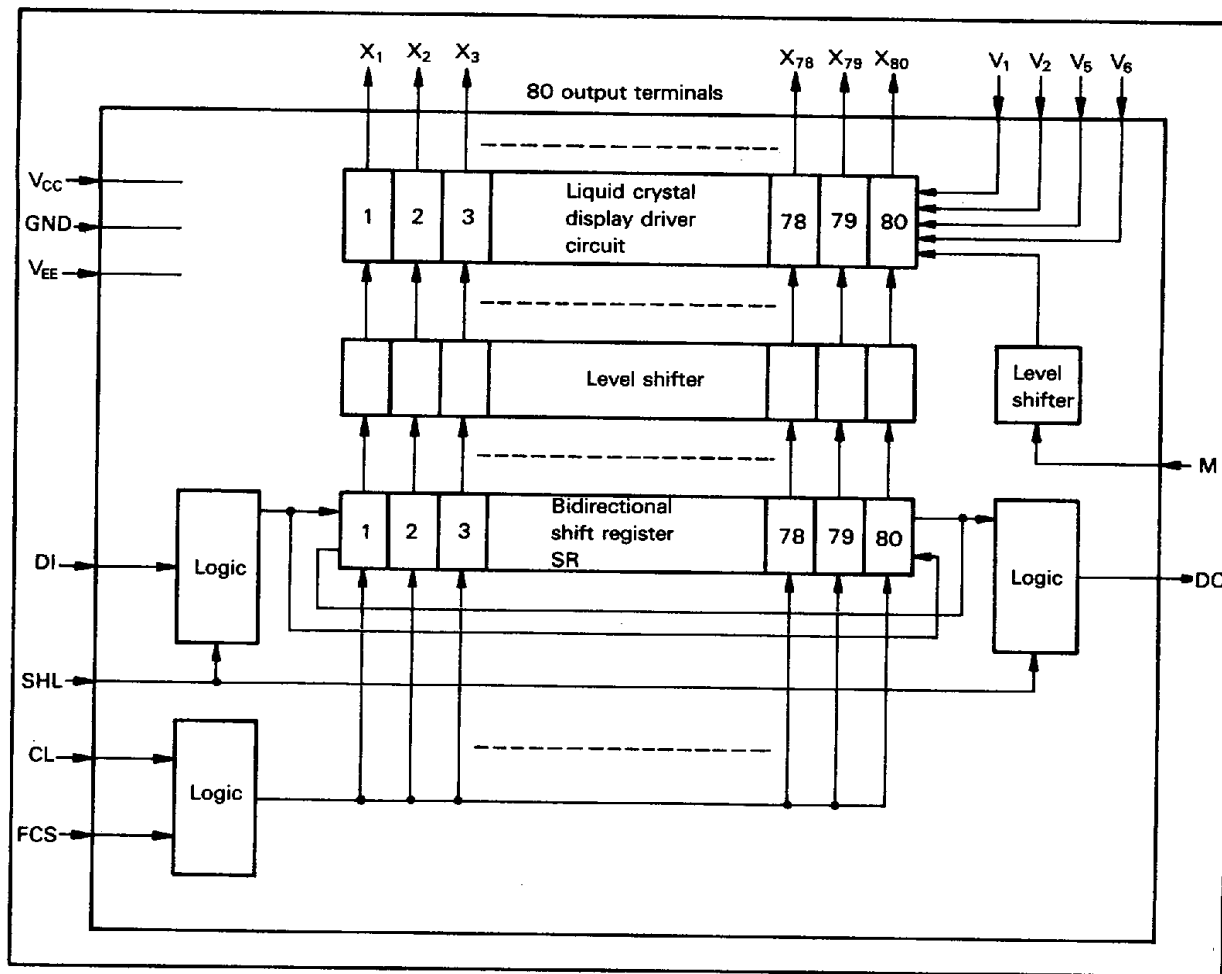 X₁ X₂ X₃ X₇₈ X₇₉ X₈₀ V₁ V₂ V₅ V₆
80 output terminals
V_CC
GND
V_EE
1 2 3 Liquid crystal display driver circuit 78 79 80
Level shifter
Level shifter
M
DI
Logic
1 2 3 Bidirectional shift register SR 78 79 80
Logic
DO
SHL
CL
Logic
FCS